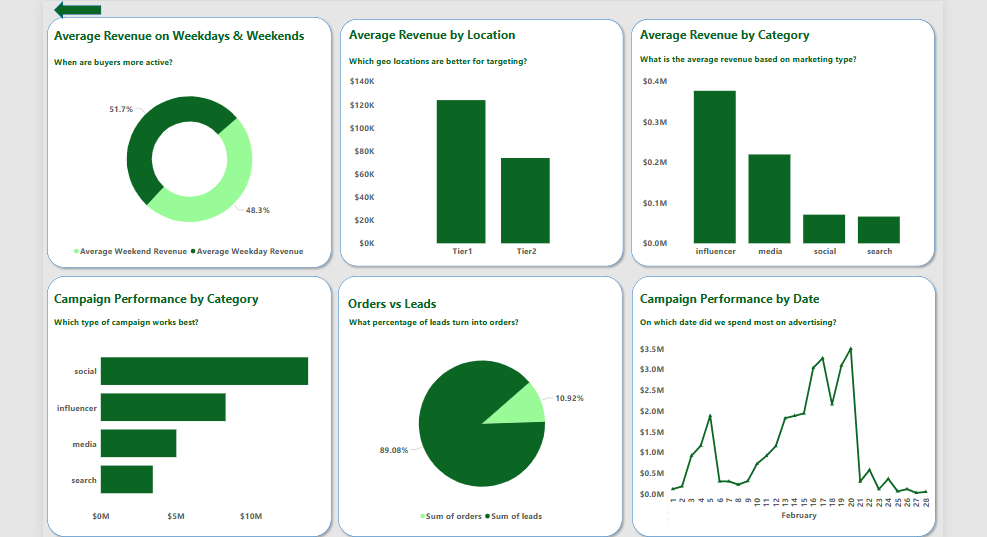 Average Revenue on Weekdays & Weekends
When are buyers more active?
51.7%
48.3%
Average Weekend Revenue Average Weekday Revenue
Average Revenue by Location
Which geo locations are better for targeting?
$140K
$120K
$100K
$80K
$60K
$40K
$20K
$0K
Tier1 Tier2
Average Revenue by Category
What is the average revenue based on marketing type?
$0.4M
$0.3M
$0.2M
$0.1M
$0.0M
influencer media social search
Campaign Performance by Category
Which type of campaign works best?
social
influencer
media
search
$0M $5M $10M
Orders vs Leads
What percentage of leads turn into orders?
10.92%
89.08%
Sum of orders Sum of leads
Campaign Performance by Date
On which date did we spend most on advertising?
$3.5M
$3.0M
$2.5M
$2.0M
$1.5M
$1.0M
$0.5M
$0.0M
1 2 3 4 5 6 7 8 9 10 11 12 13 14 15 16 17 18 19 20 21 22 23 24 25 26 27 28
February